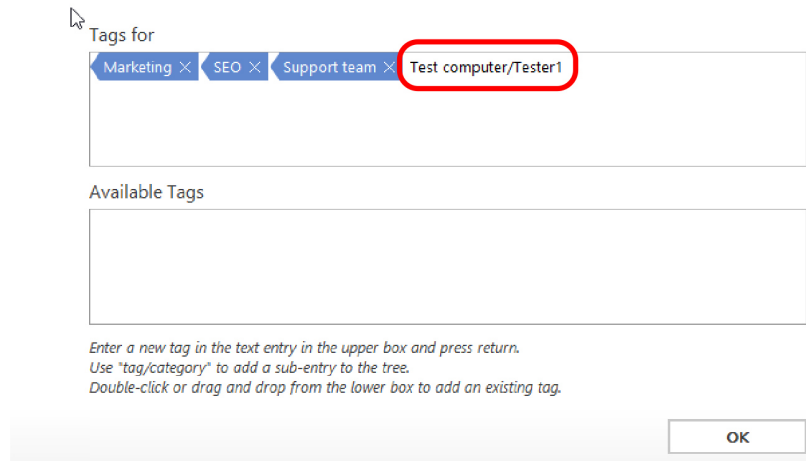 Tags for
Marketing × SEO × Support team × Test computer/Tester1
Available Tags
Enter a new tag in the text entry in the upper box and press return.
Use "tag/category" to add a sub-entry to the tree.
Double-click or drag and drop from the lower box to add an existing tag.
OK